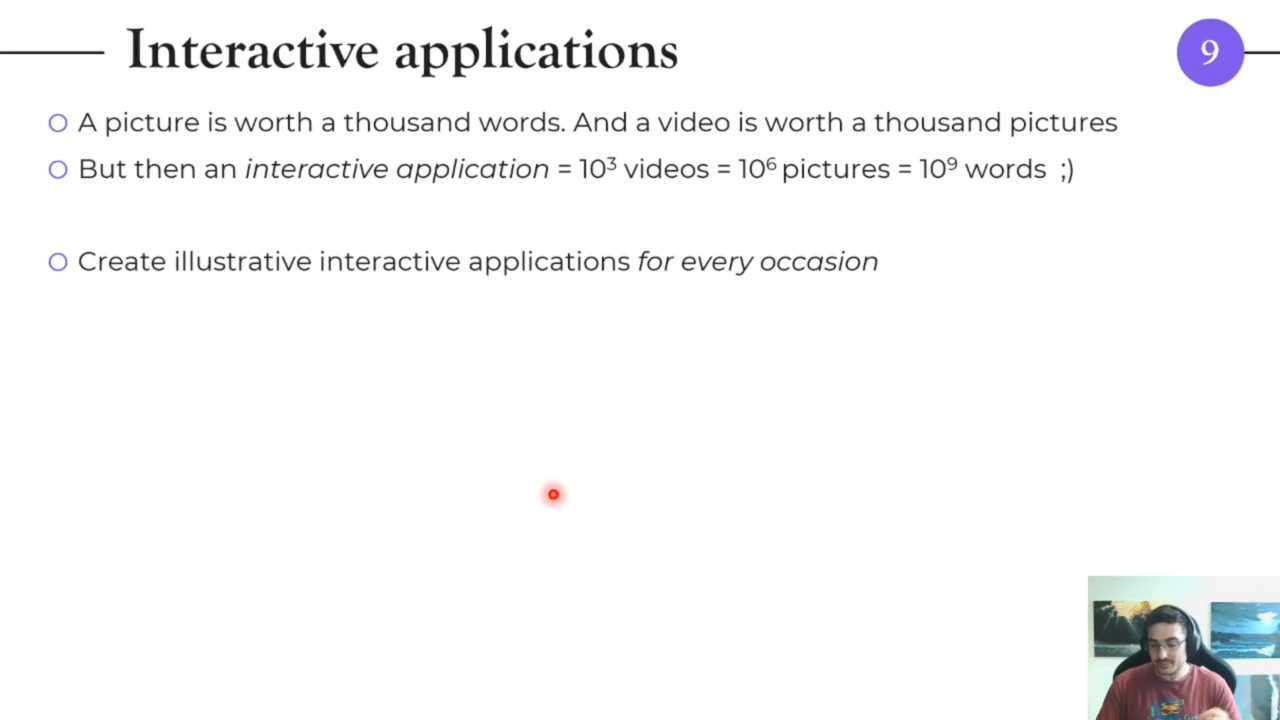 Interactive applications
9
A picture is worth a thousand words. And a video is worth a thousand pictures
But then an interactive application = 10³ videos = 10⁶ pictures = 10⁹ words ;)
Create illustrative interactive applications for every occasion